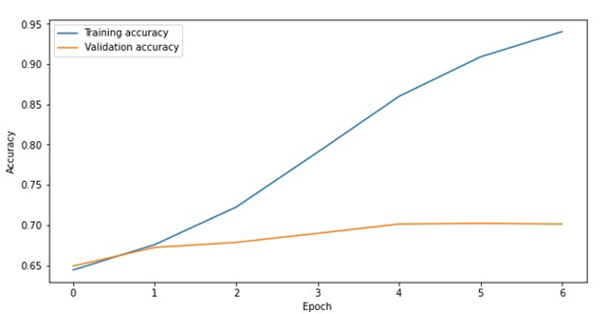 0.95
0.90
0.85
0.80
0.75
0.70
0.65
Accuracy
Training accuracy
Validation accuracy
0 1 2 3 4 5 6
Epoch